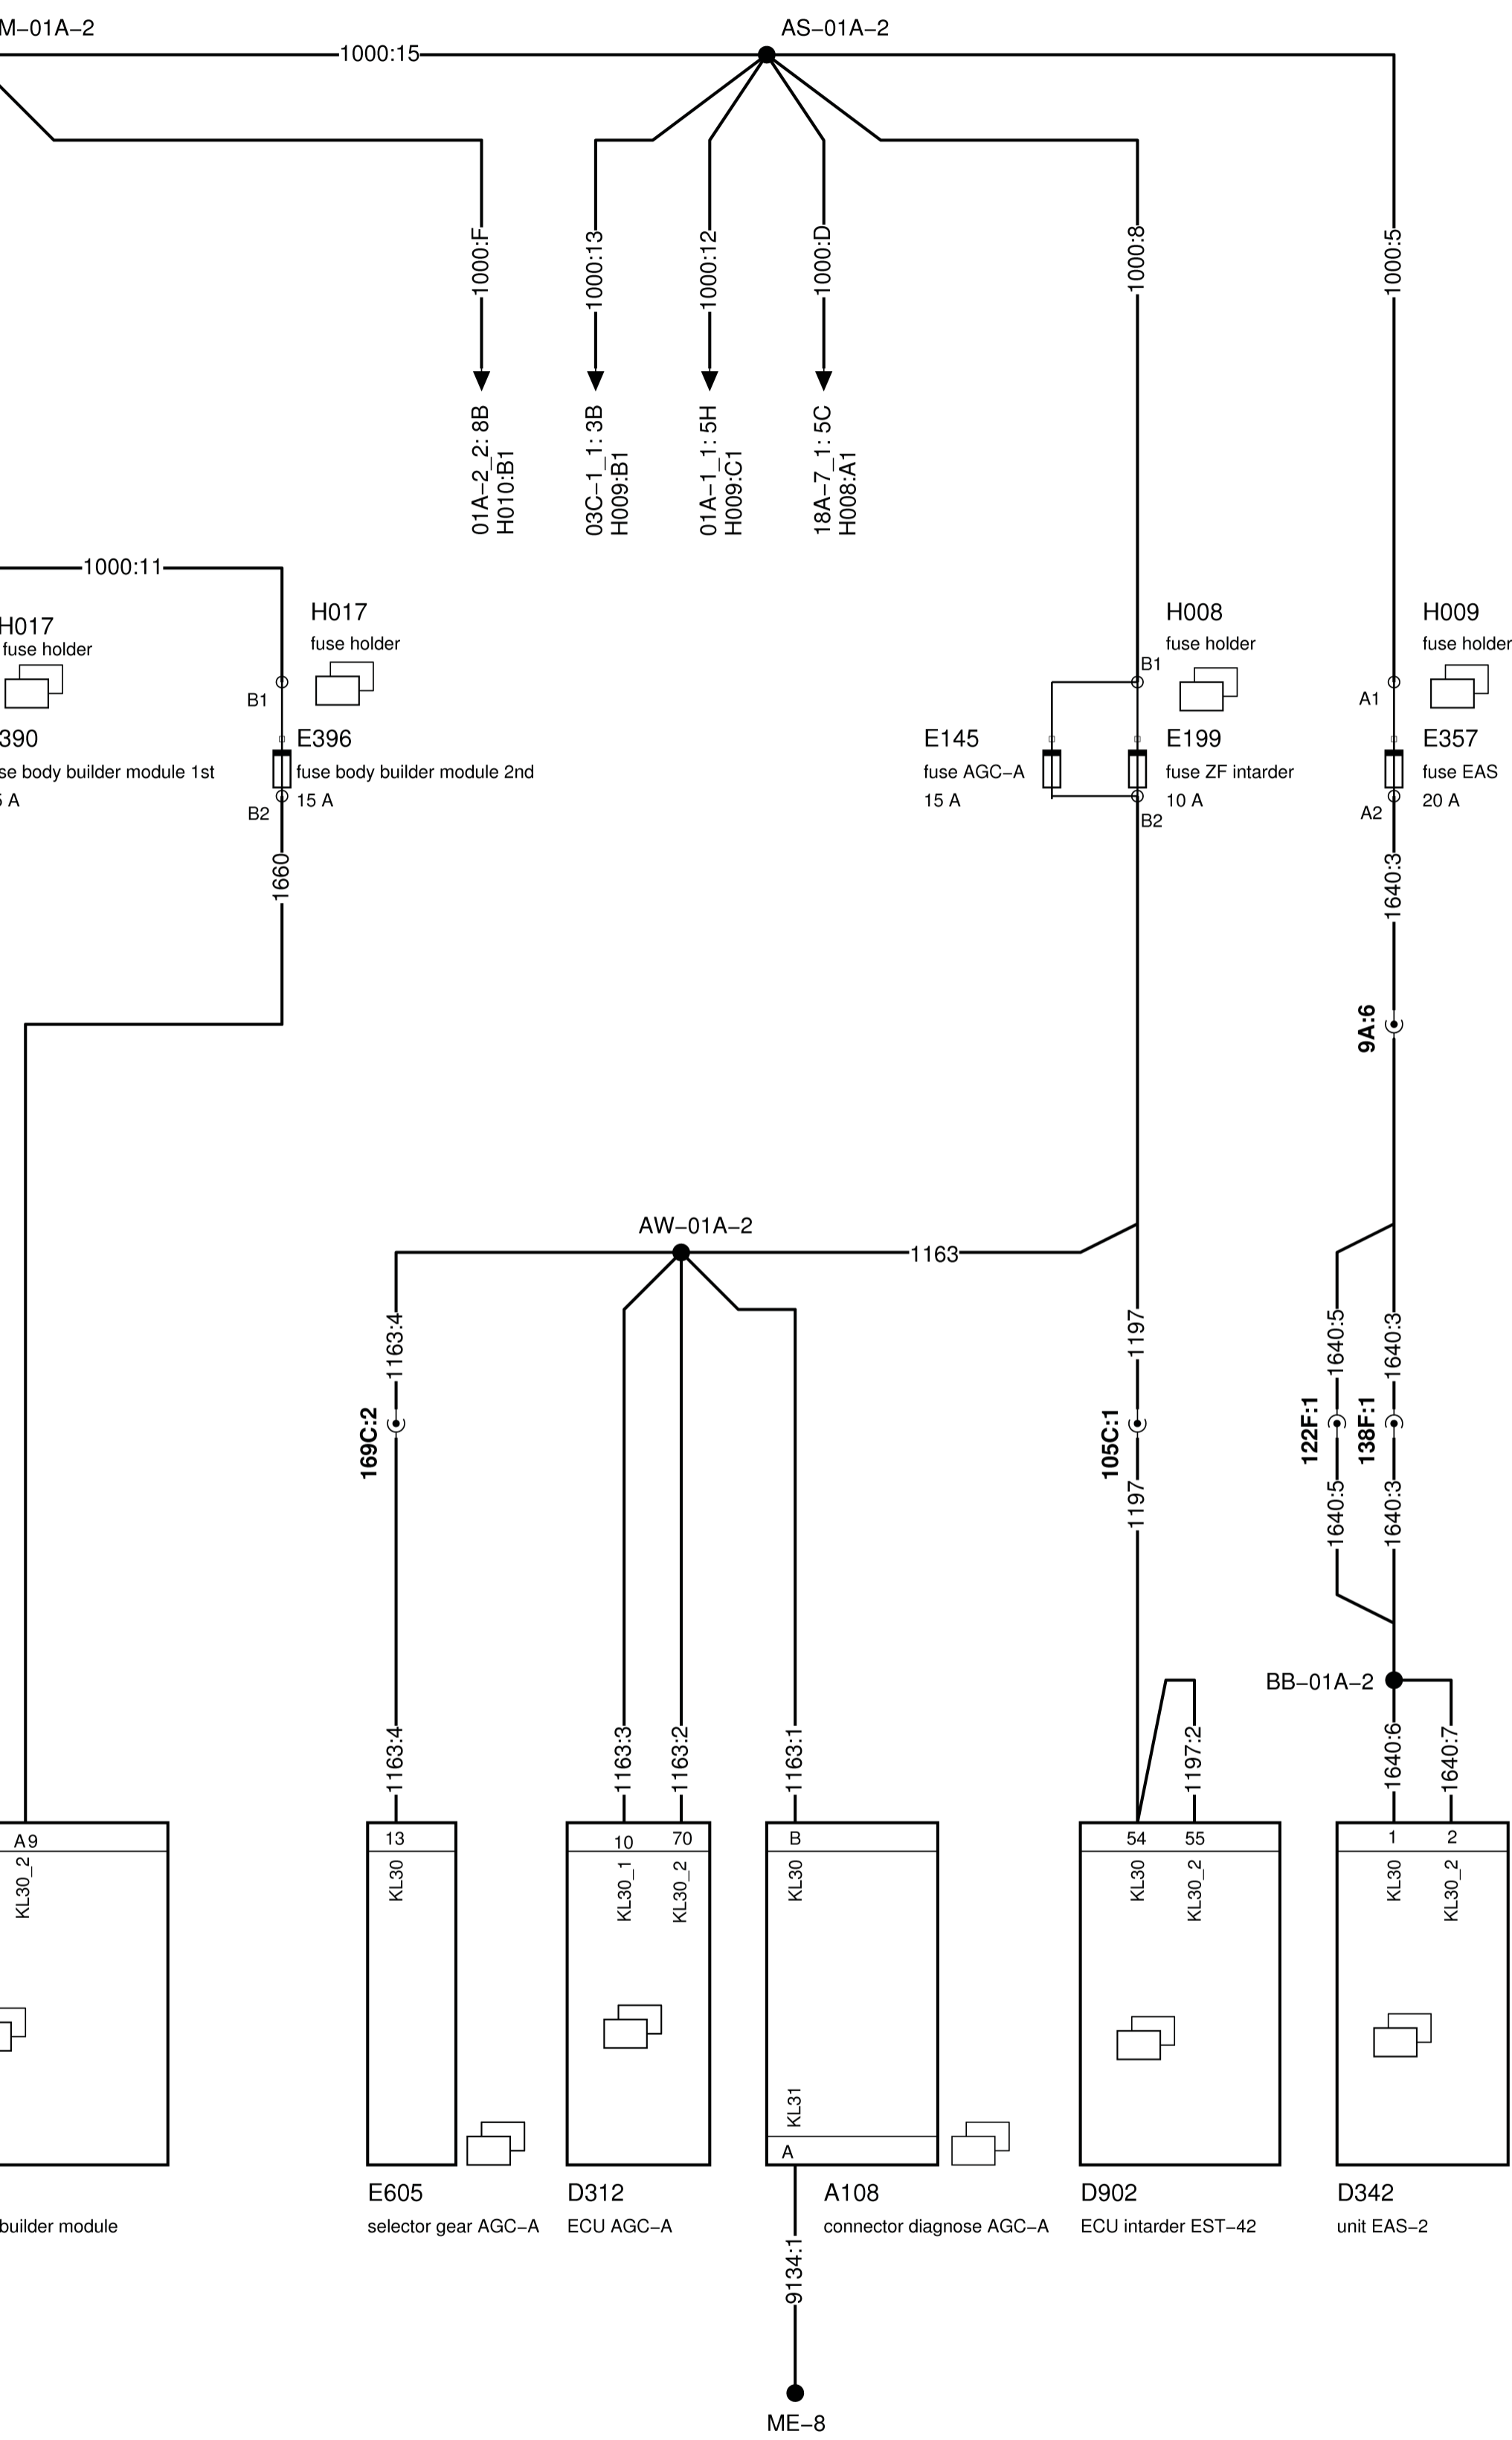 M−01A−2
AS−01A−2
1000:15
1000:F
1000:13
1000:12
1000:D
1000:8
1000:5
01A−2_2: 8B
H010:B1
03C−1_1: 3B
H009:B1
01A−1_1: 5H
H009:C1
18A−7_1: 5C
H008:A1
1000:11
H017
fuse holder
H017
fuse holder
H008
fuse holder
H009
fuse holder
B1
B1
A1
390
se body builder module 1st
A
E396
fuse body builder module 2nd
15 A
B2
E145
fuse AGC−A
15 A
E199
fuse ZF intarder
10 A
B2
E357
fuse EAS
20 A
A2
1660
1640:3
9A:6
AW−01A−2
1163
1163:4
1197
1640:5
1640:3
169C:2
105C:1
122F:1
138F:1
1197
1640:5
1640:3
BB−01A−2
1163:4
1163:3
1163:2
1163:1
1197:2
1640:6
1640:7
A9
13
10
70
B
54
55
1
2
KL30_2
KL30
KL30_1
KL30_2
KL30
KL30
KL30_2
KL30
KL30_2
KL31
A
builder module
E605
selector gear AGC−A
D312
ECU AGC−A
A108
connector diagnose AGC−A
D902
ECU intarder EST−42
D342
unit EAS−2
9134:1
ME−8